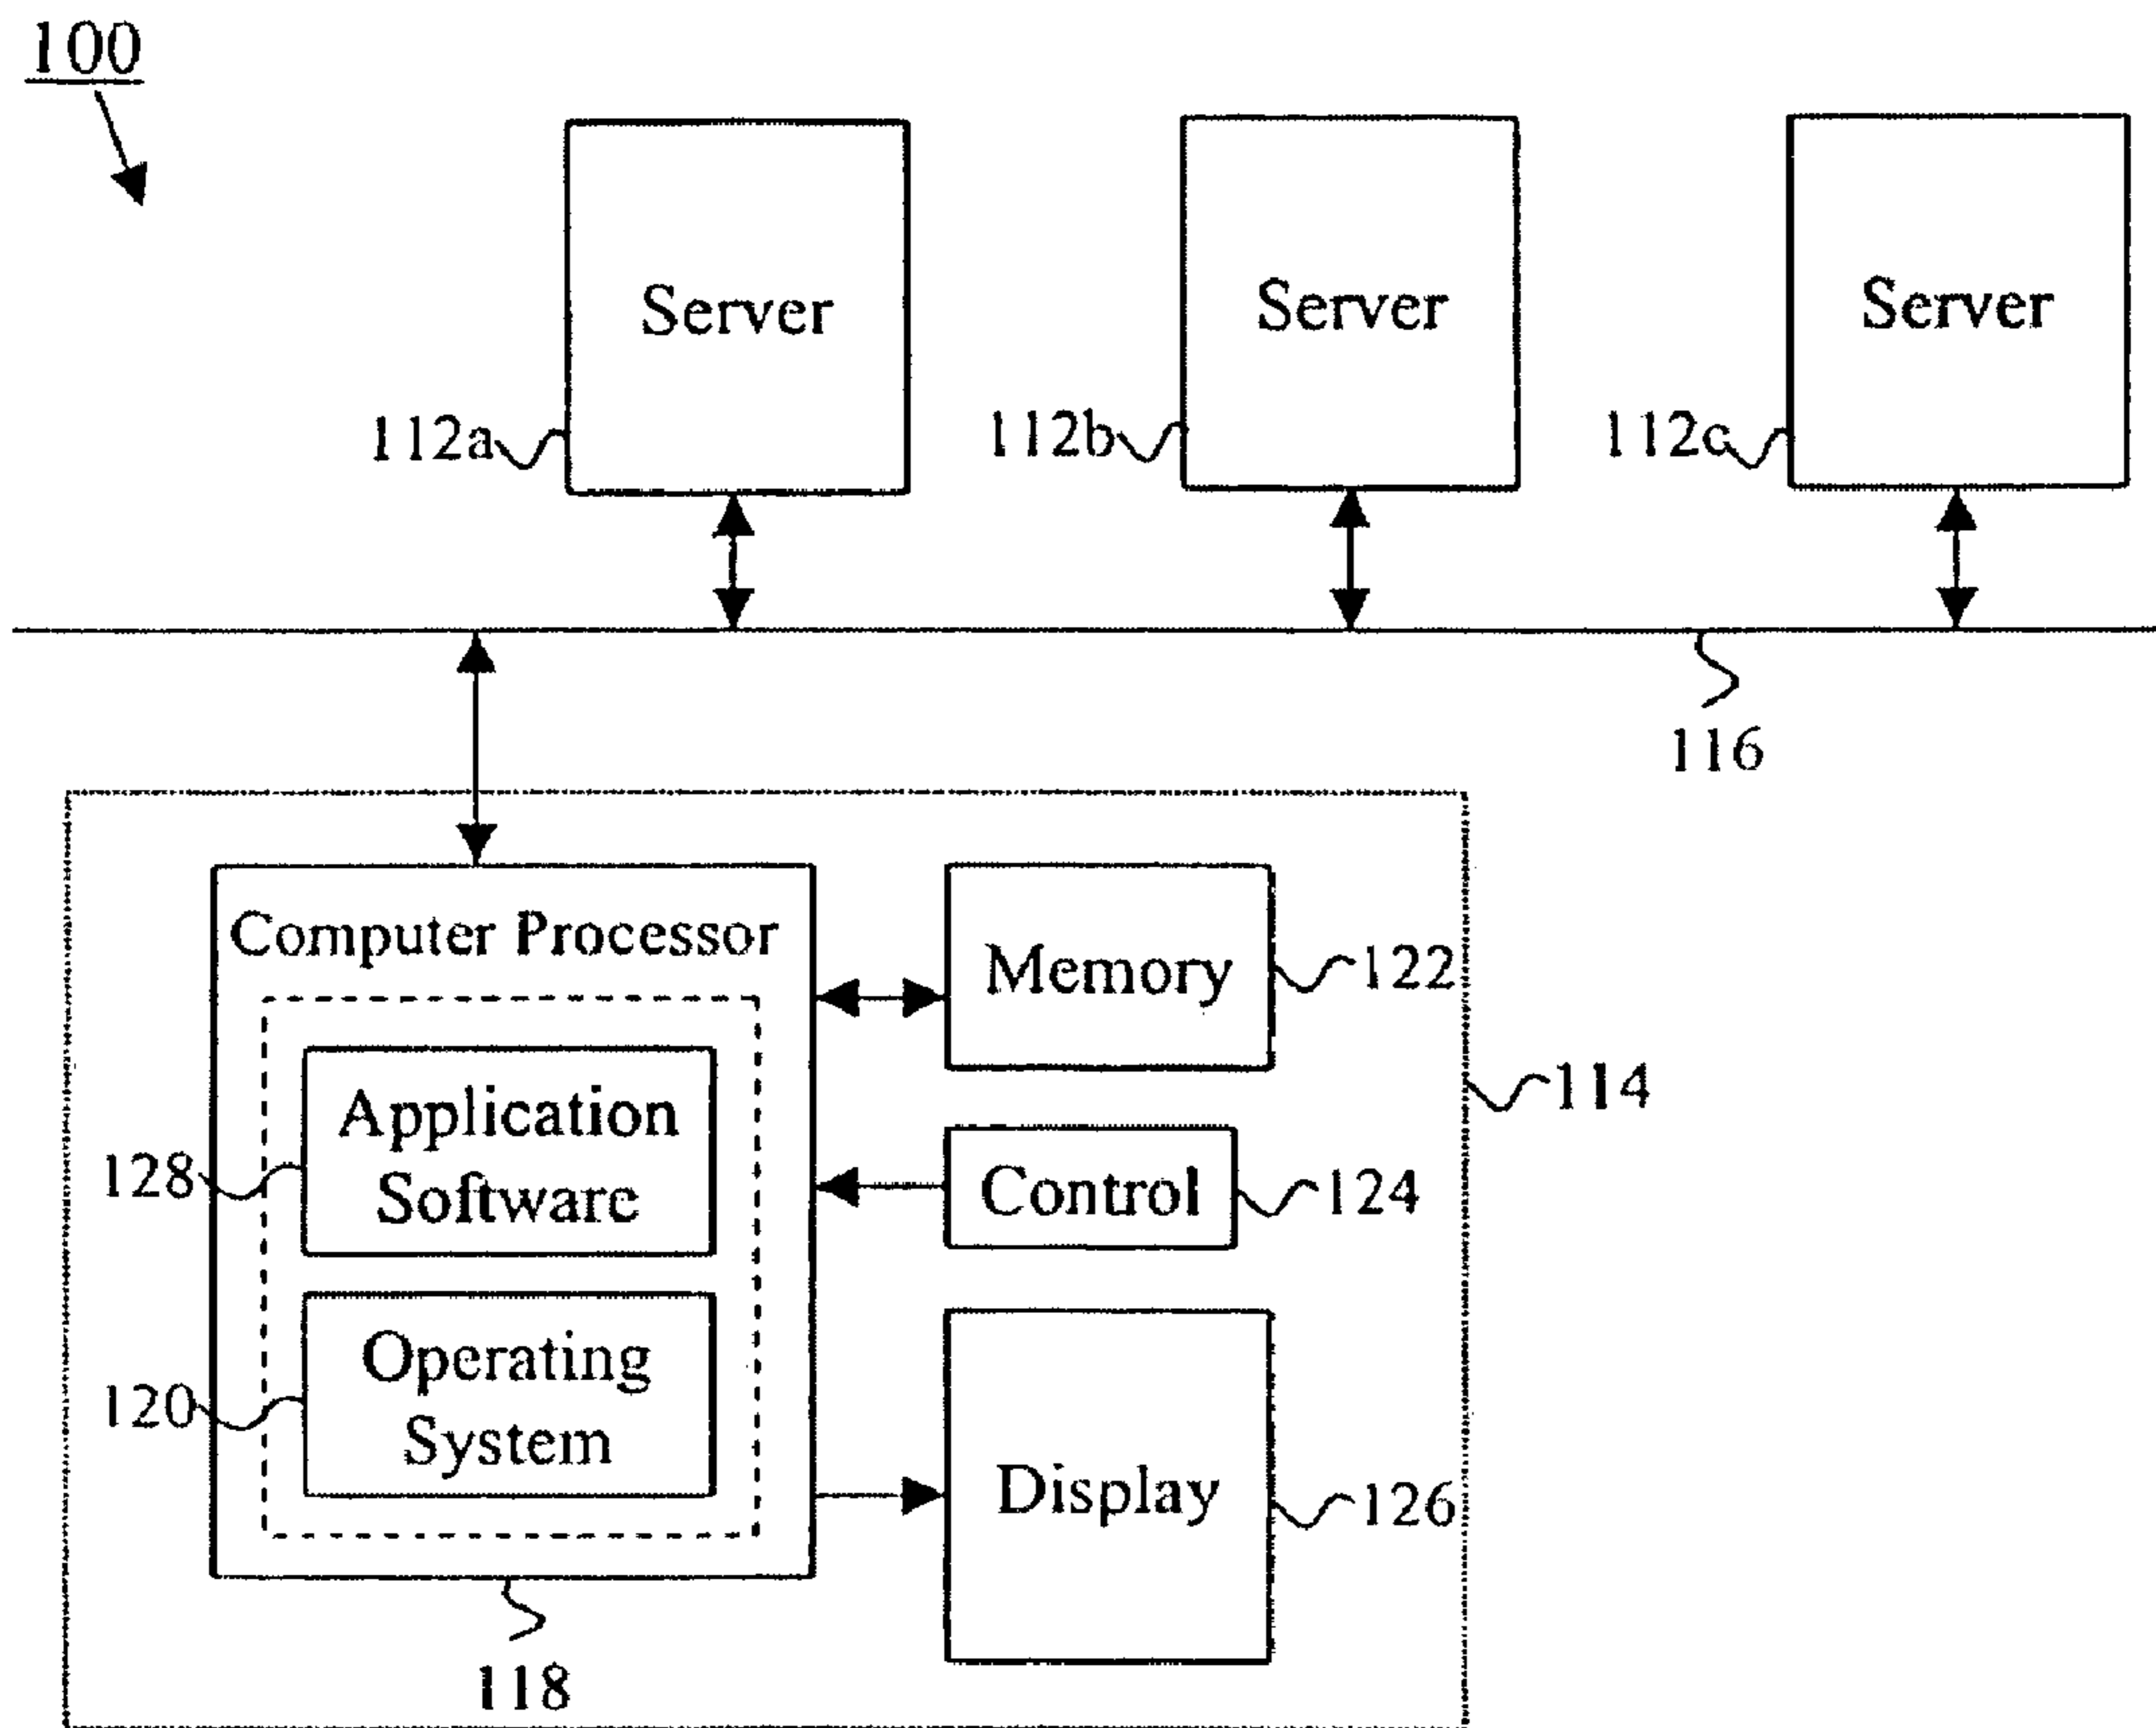 100
Server
Server
Server
112a
112b
112c
116
Computer Processor
Memory
122
Application
Software
128
114
Control
124
Operating
System
120
Display
126
118